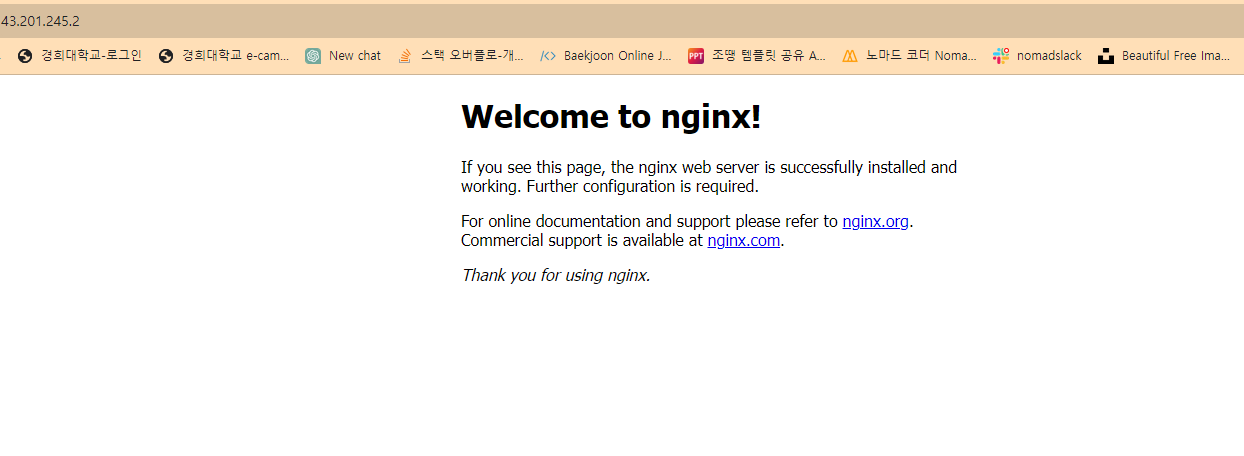 43.201.245.2
경희대학교-로그인 경희대학교 e-cam... New chat 스택 오버플로-개... Baekjoon Online J... PPT 조땡 템플릿 공유 A... 노마드 코더 Noma... nomadslack Beautiful Free Ima...
Welcome to nginx!
If you see this page, the nginx web server is successfully installed and
working. Further configuration is required.
For online documentation and support please refer to nginx.org.
Commercial support is available at nginx.com.
Thank you for using nginx.